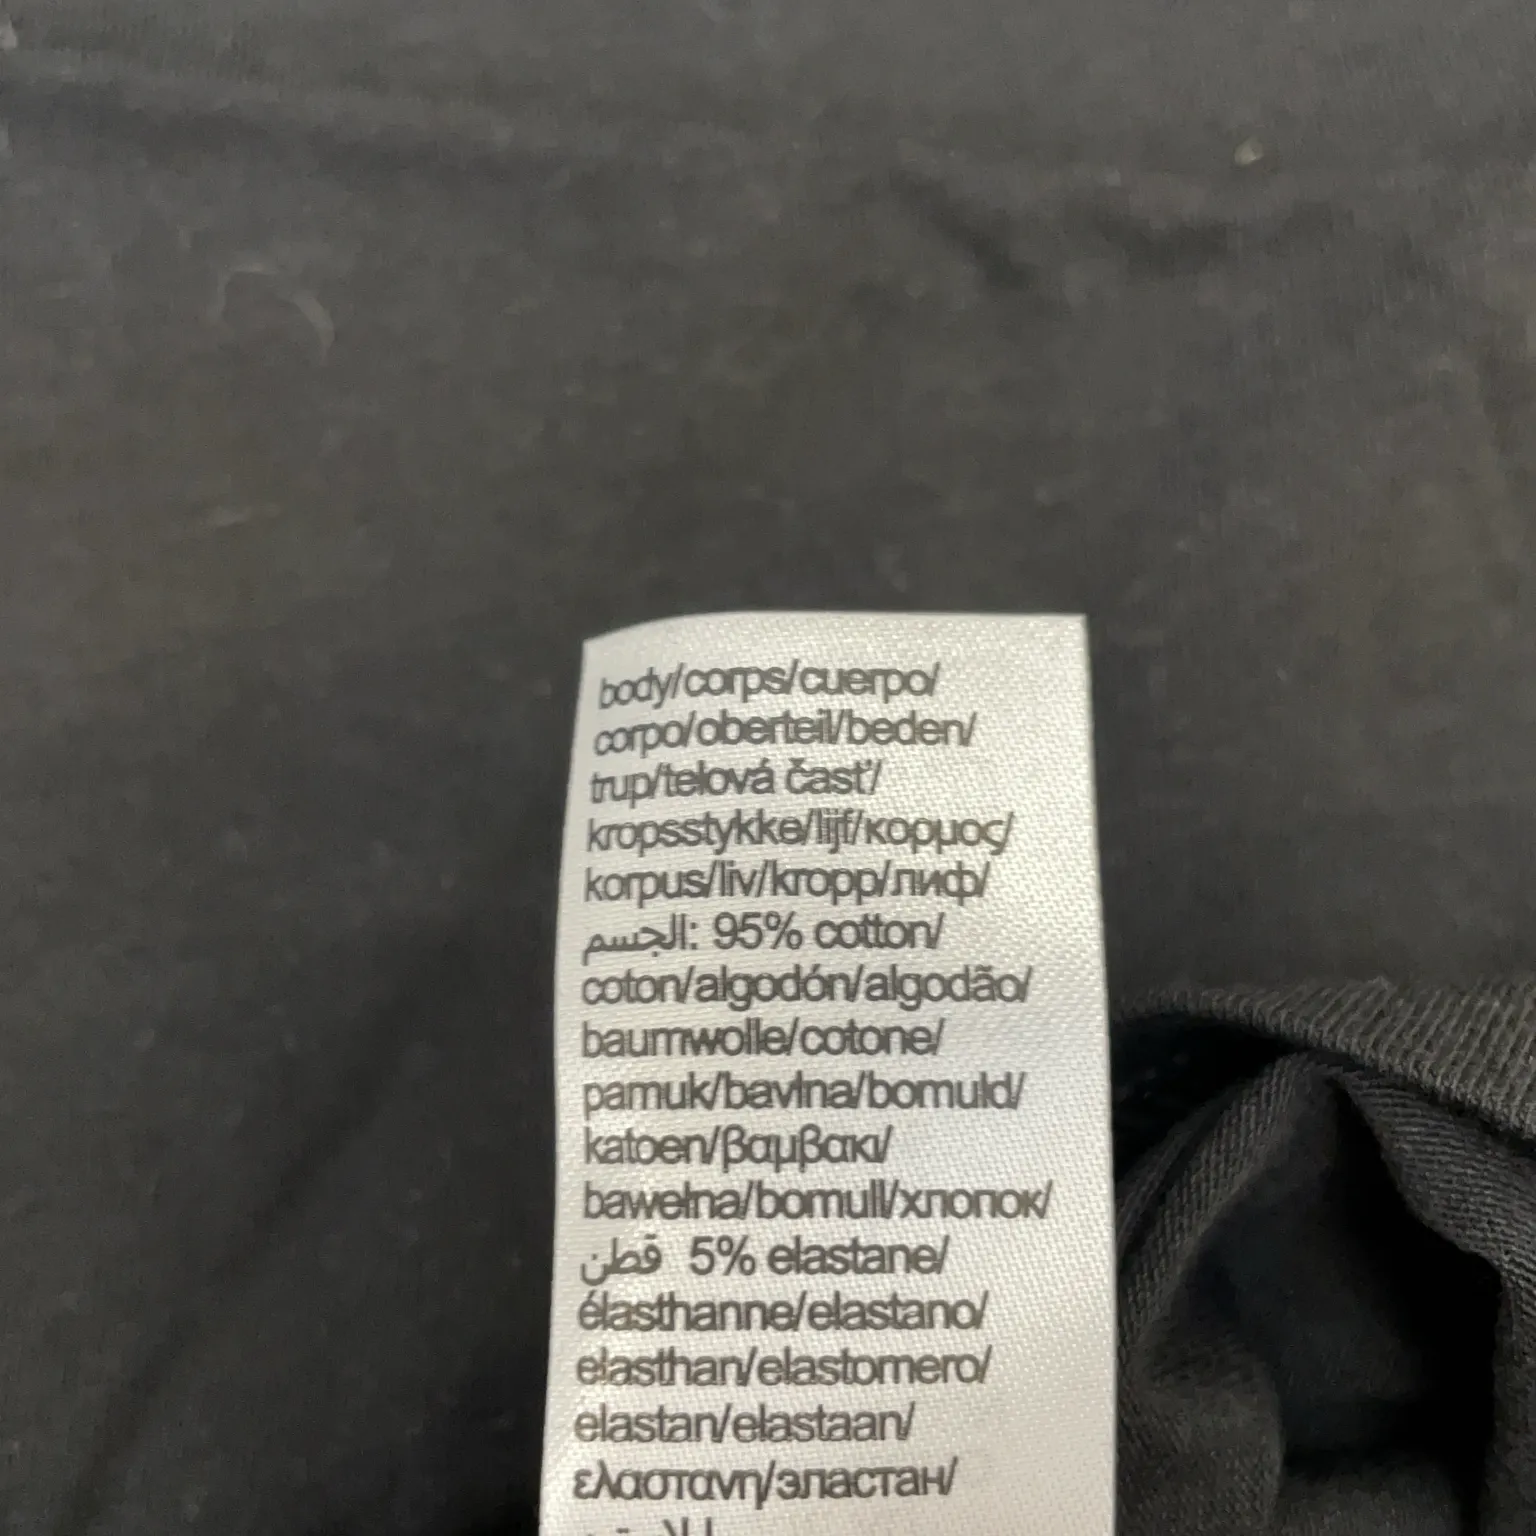 body/corps/cuerpo/
corpo/oberteil/beden/
trup/telová časť/
kropsstykke/lijf/κορμος/
korpus/liv/kropp/лиф/
الجسم: 95% cotton/
coton/algodón/algodão/
baumwolle/cotone/
pamuk/bavlna/bomuld/
katoen/βαμβακι/
bawełna/bomull/хлопок/
قطن 5% elastane/
élasthanne/elastano/
elasthan/elastomero/
elastan/elastaan/
ελαστανη/эластан/